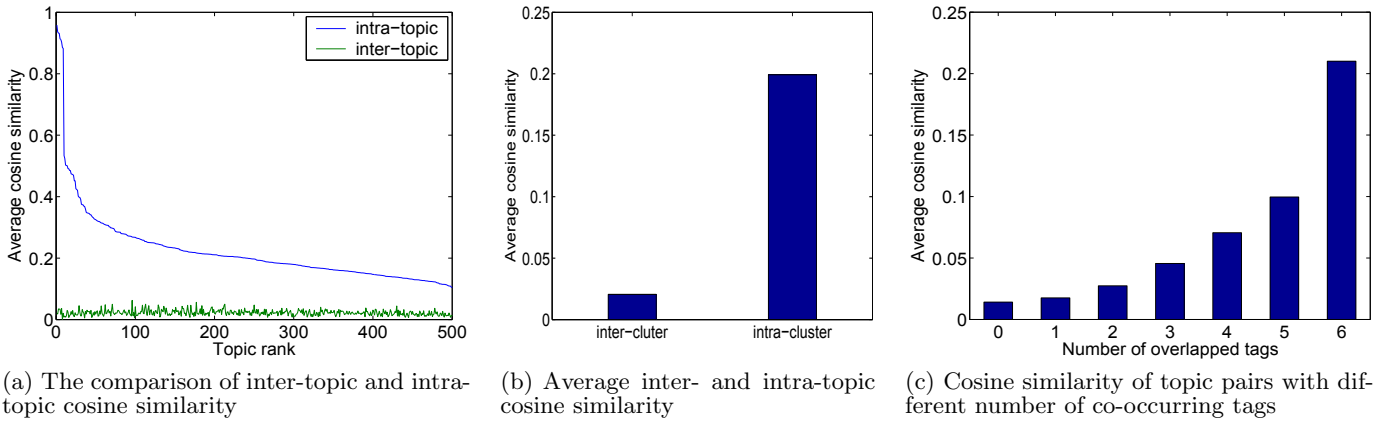 1
0.8
0.6
0.4
0.2
0
Average cosine similarity
intra−topic
inter−topic
0 100 200 300 400 500
Topic rank
(a) The comparison of inter-topic and intra-
topic cosine similarity
0.25
0.2
0.15
0.1
0.05
0
Average cosine similarity
inter−cluter intra−cluster
(b) Average inter- and intra-topic
cosine similarity
0.25
0.2
0.15
0.1
0.05
0
Average cosine similarity
0 1 2 3 4 5 6
Number of overlapped tags
(c) Cosine similarity of topic pairs with dif-
ferent number of co-occurring tags